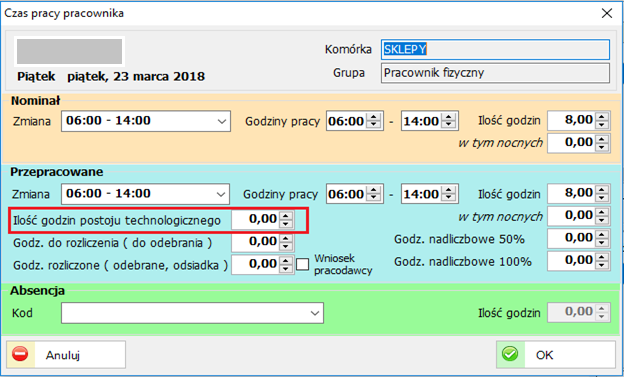 Czas pracy pracownika
Komórka SKLEPY
Piątek piątek, 23 marca 2018 Grupa Pracownik fizyczny
Nominał
Zmiana 06:00 - 14:00 Godziny pracy 06:00 - 14:00 Ilość godzin 8,00
w tym nocnych 0,00
Przepracowane
Zmiana 06:00 - 14:00 Godziny pracy 06:00 - 14:00 Ilość godzin 8,00
Ilość godzin postoju technologicznego 0,00 w tym nocnych 0,00
Godz. do rozliczenia ( do odebrania ) 0,00 Godz. nadliczbowe 50% 0,00
Godz. rozliczone ( odebrane, odsiadka ) 0,00 Wniosek pracodawcy Godz. nadliczbowe 100% 0,00
Absencja
Kod Ilość godzin 0,00
Anuluj OK